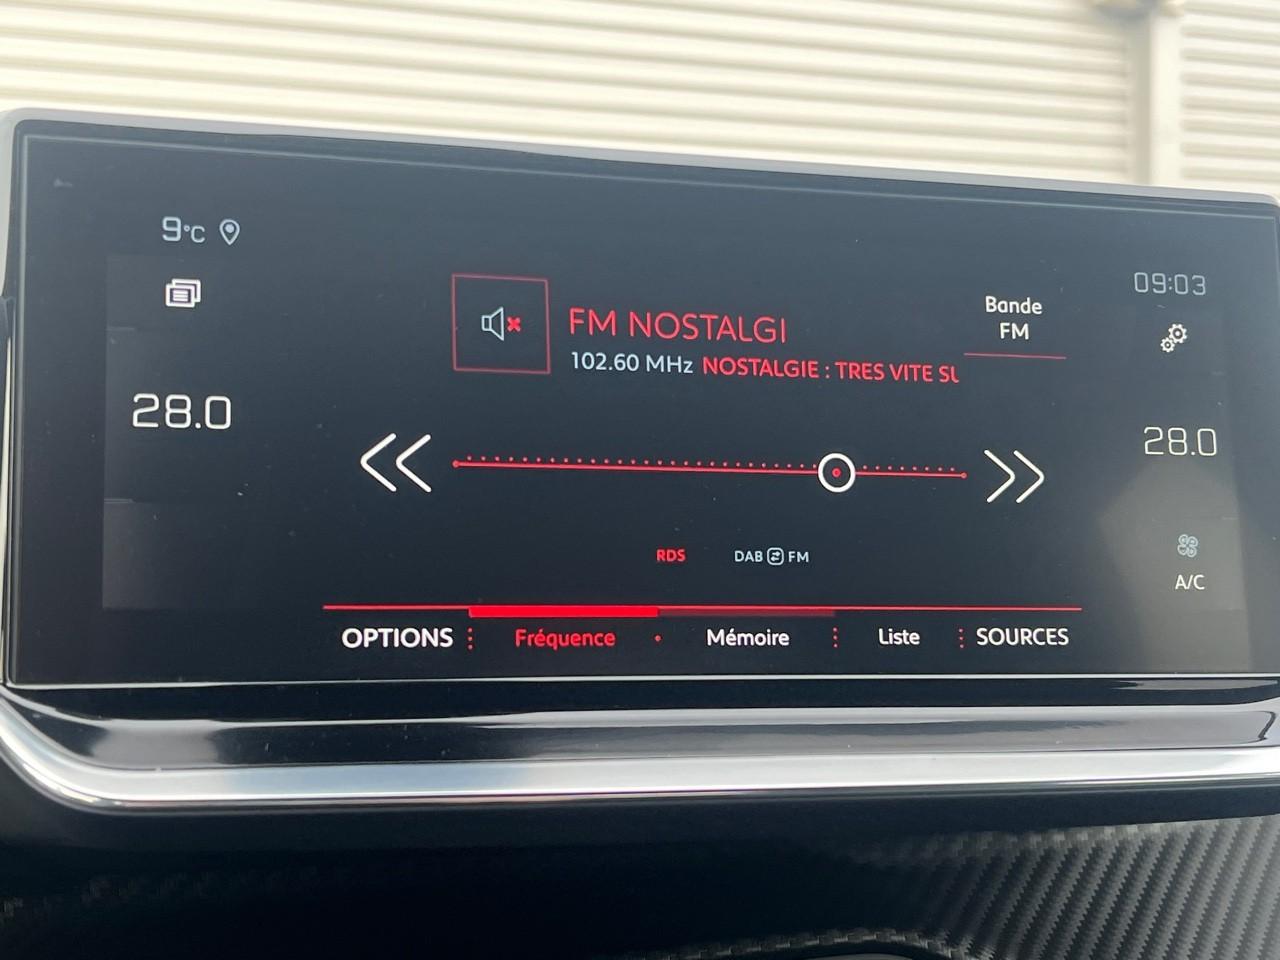 9°C
09:03
Bande
FM
FM NOSTALGI
102.60 MHz NOSTALGIE : TRES VITE SU
28.0
28.0
RDS
DAB FM
A/C
OPTIONS Fréquence Mémoire Liste SOURCES